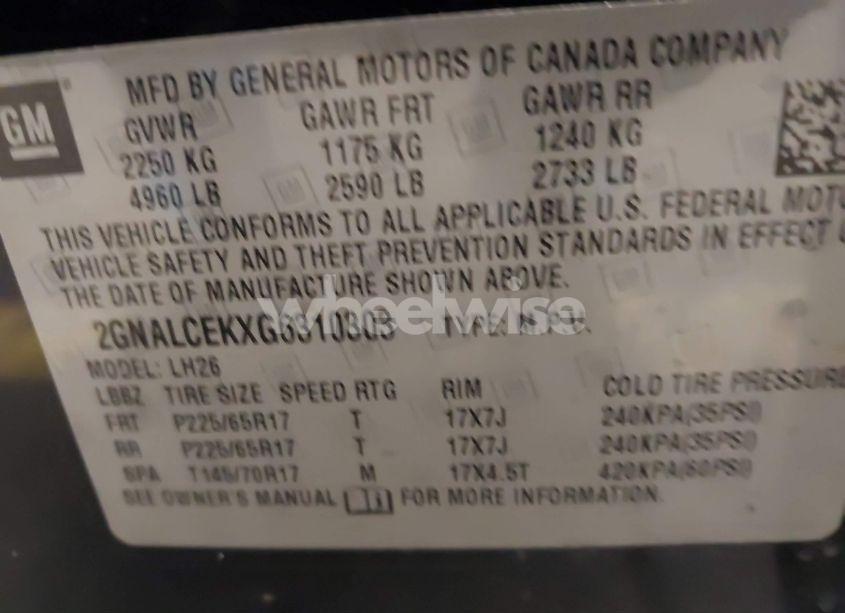 GM
MFD BY GENERAL MOTORS OF CANADA COMPANY
GVWR GAWR FRT GAWR RR
2250 KG 1175 KG 1240 KG
4960 LB 2590 LB 2733 LB
THIS VEHICLE CONFORMS TO ALL APPLICABLE U.S. FEDERAL MOTO
VEHICLE SAFETY AND THEFT PREVENTION STANDARDS IN EFFECT
THE DATE OF MANUFACTURE SHOWN ABOVE.
wheelwise
TYPE:
MODEL: LH26
TIRE SIZE SPEED RTG RIM COLD TIRE PRESSURE
FRT P225/65R17 T 17X7J 240KPA(35PSI)
RR P225/65R17 T 17X7J 240KPA(35PSI)
SPA T145/70R17 M 17X4.5T 420KPA(60PSI)
SEE OWNER'S MANUAL FOR MORE INFORMATION.